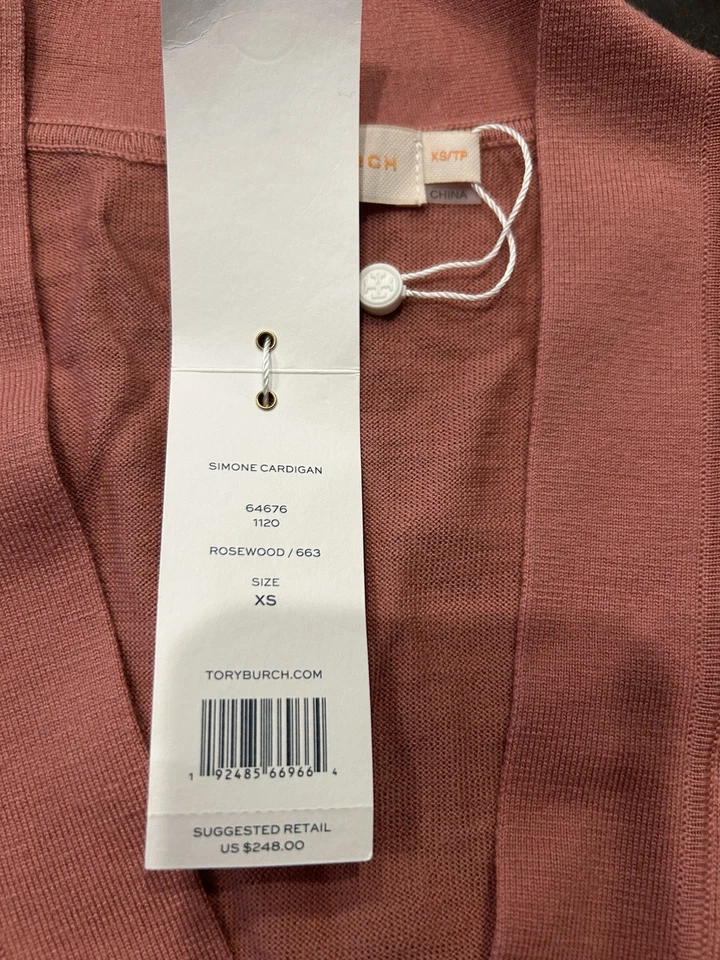 RCH
XS/TP
CHINA
SIMONE CARDIGAN
64676
1120
ROSEWOOD / 663
SIZE
XS
TORYBURCH.COM
1 92485 66966 4
SUGGESTED RETAIL
US $248.00